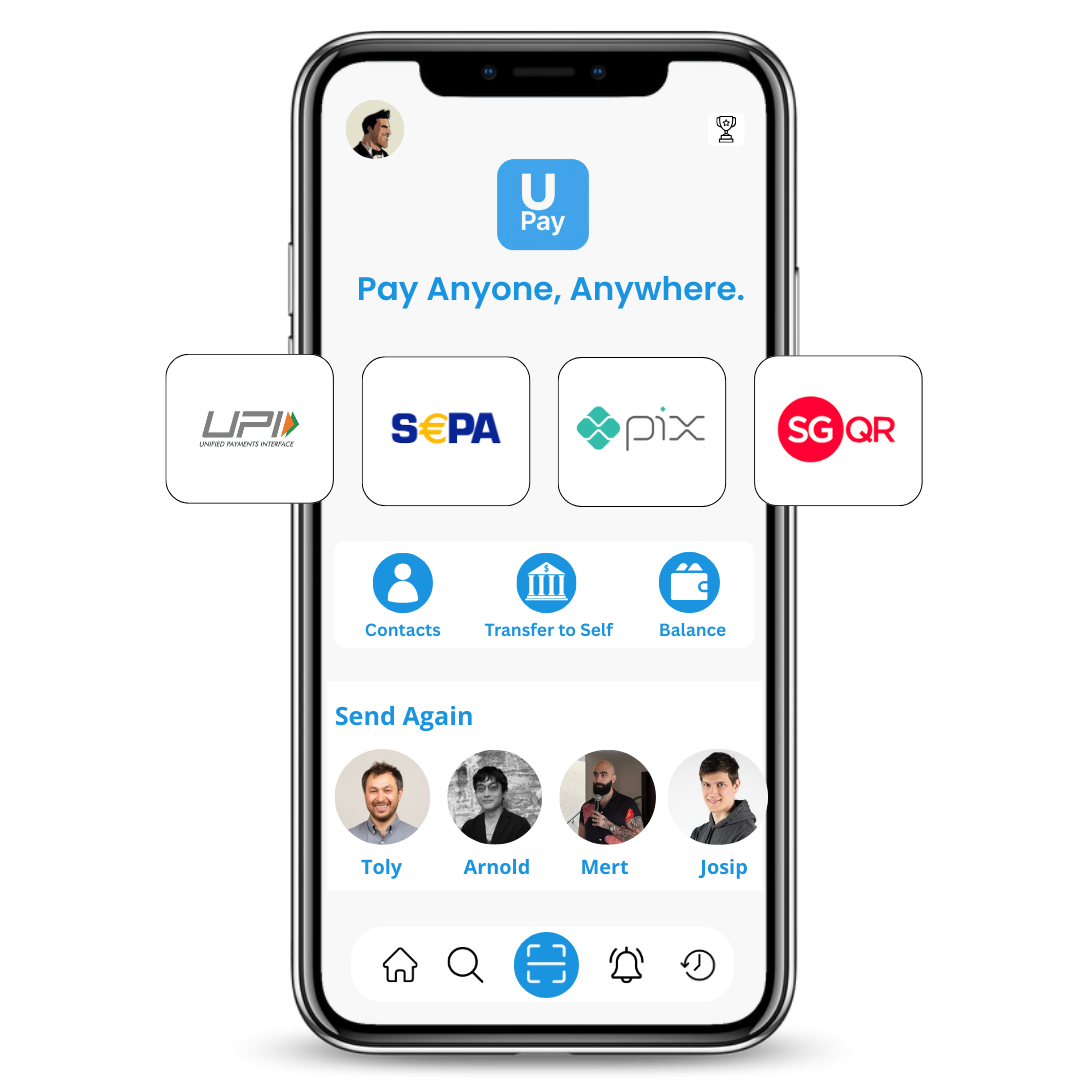 U
Pay
Pay Anyone, Anywhere.
UPI
UNIFIED PAYMENTS INTERFACE
S€PA
pix
SG QR
Contacts
Transfer to Self
Balance
Send Again
Toly
Arnold
Mert
Josip